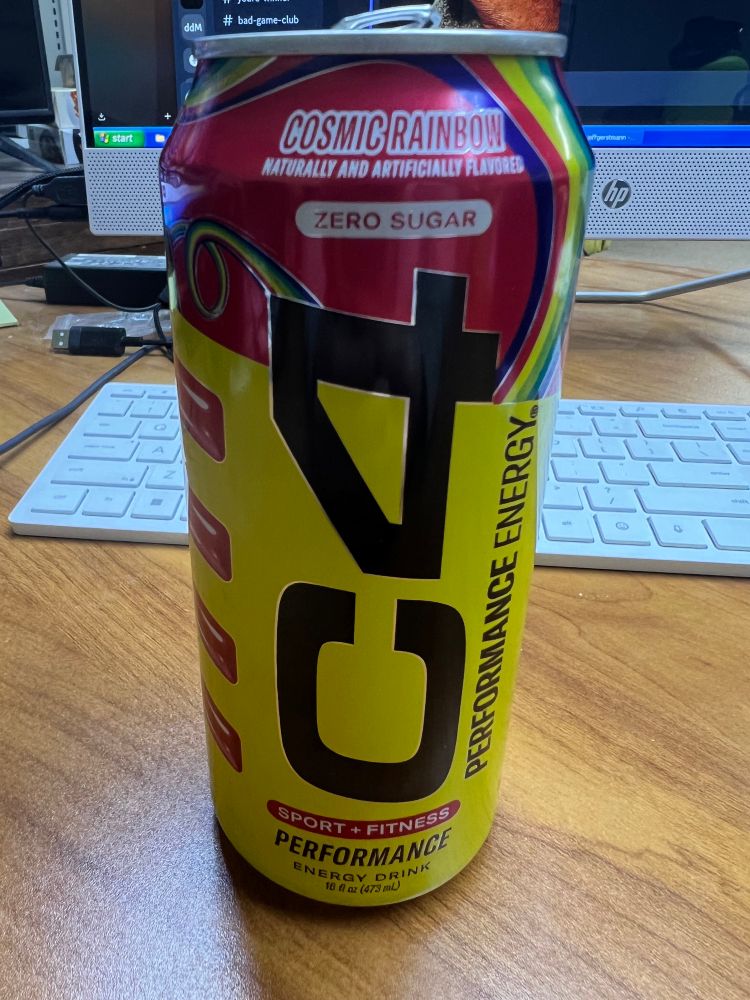 # bad-game-club
ddM
start
hp
COSMIC RAINBOW
NATURALLY AND ARTIFICIALLY FLAVORED
ZERO SUGAR
C4
PERFORMANCE ENERGY®
SPORT + FITNESS
PERFORMANCE
ENERGY DRINK
16 fl oz (473 mL)
Q
A
Z